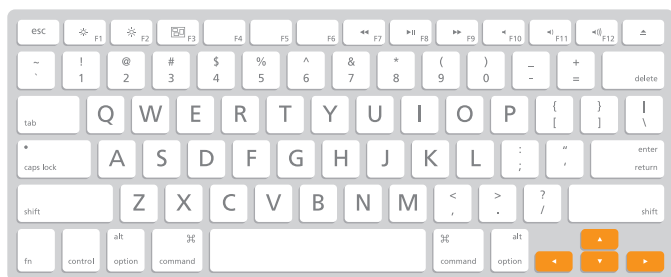 esc F1 F2 F3 F4 F5 F6 F7 F8 F9 F10 F11 F12
~ ! @ # $ % ^ & * ( ) _ +
` 1 2 3 4 5 6 7 8 9 0 - = delete
tab Q W E R T Y U I O P { [ } ] | \
caps lock A S D F G H J K L : ; “ ‘ enter return
shift Z X C V B N M < , > . ? / shift
fn control alt option ⌘ command ⌘ command alt option